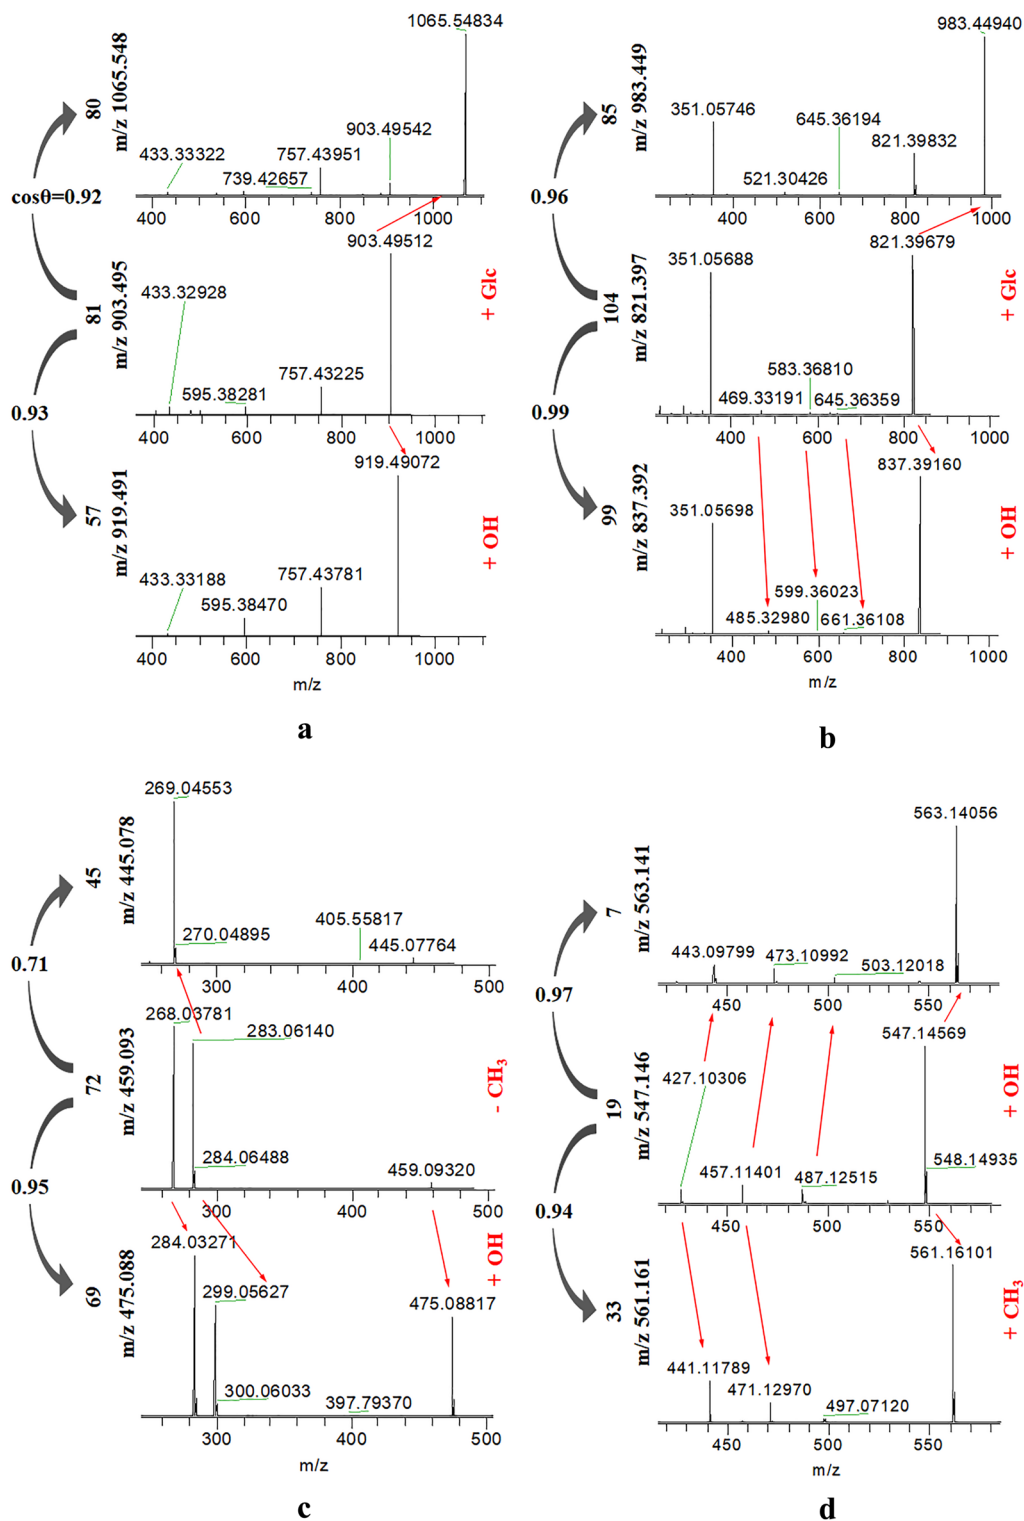 1065.54834
80
m/z 1065.548
903.49542
433.33322
757.43951
739.42657
cosθ=0.92
400 600 800 1000
903.49512
+ Glc
81
m/z 903.495
433.32928
757.43225
595.38281
0.93
400 600 800 1000
919.49072
57
m/z 919.491
+ OH
433.33188
757.43781
595.38470
400 600 800 1000
m/z
a
983.44940
85
m/z 983.449
351.05746
645.36194
821.39832
521.30426
0.96
400 600 800 1000
821.39679
+ Glc
104
m/z 821.397
351.05688
583.36810
469.33191
645.36359
0.99
400 600 800 1000
837.39160
99
m/z 837.392
+ OH
351.05698
599.36023
485.32980
661.36108
400 600 800 1000
m/z
b
269.04553
45
m/z 445.078
405.55817
270.04895
445.07764
0.71
300 400 500
268.03781
283.06140
- CH3
72
m/z 459.093
284.06488
459.09320
0.95
300 400 500
284.03271
+ OH
69
m/z 475.088
299.05627
475.08817
300.06033
397.79370
300 400 500
m/z
c
563.14056
7
m/z 563.141
443.09799
473.10992
503.12018
0.97
450 500 550
547.14569
+ OH
19
m/z 547.146
427.10306
457.11401
487.12515
548.14935
0.94
450 500 550
561.16101
33
m/z 561.161
+ CH3
441.11789
471.12970
497.07120
450 500 550
m/z
d